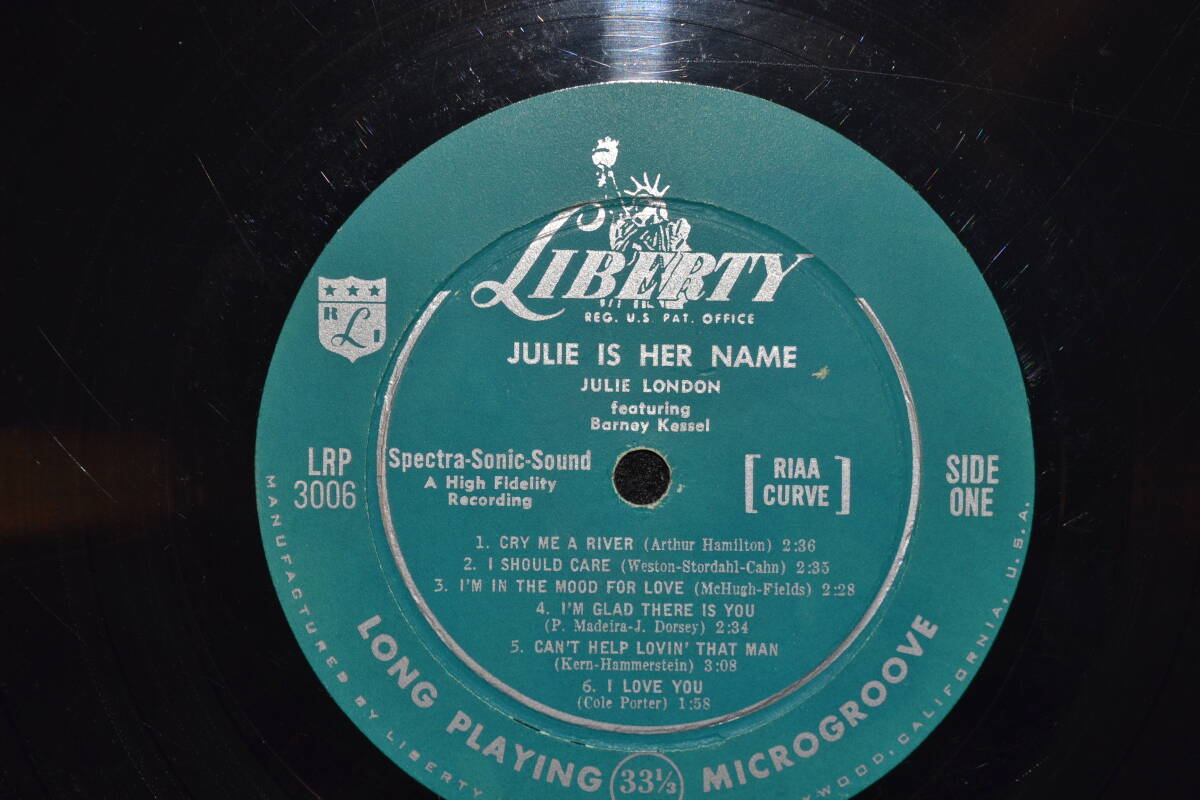 LIBERTY
REG. U.S. PAT. OFFICE
R L I
JULIE IS HER NAME
JULIE LONDON
featuring
Barney Kessel
LRP
3006
Spectra-Sonic-Sound
A High Fidelity
Recording
[RIAA
CURVE]
SIDE
ONE
1. CRY ME A RIVER (Arthur Hamilton) 2:36
2. I SHOULD CARE (Weston-Stordahl-Cahn) 2:35
3. I'M IN THE MOOD FOR LOVE (McHugh-Fields) 2:28
4. I'M GLAD THERE IS YOU
(P. Madeira-J. Dorsey) 2:34
5. CAN'T HELP LOVIN' THAT MAN
(Kern-Hammerstein) 3:08
6. I LOVE YOU
(Cole Porter) 1:58
LONG PLAYING 33⅓ MICROGROOVE
MANUFACTURED BY LIBERTY
WOOD, CALIFORNIA, U.S.A.